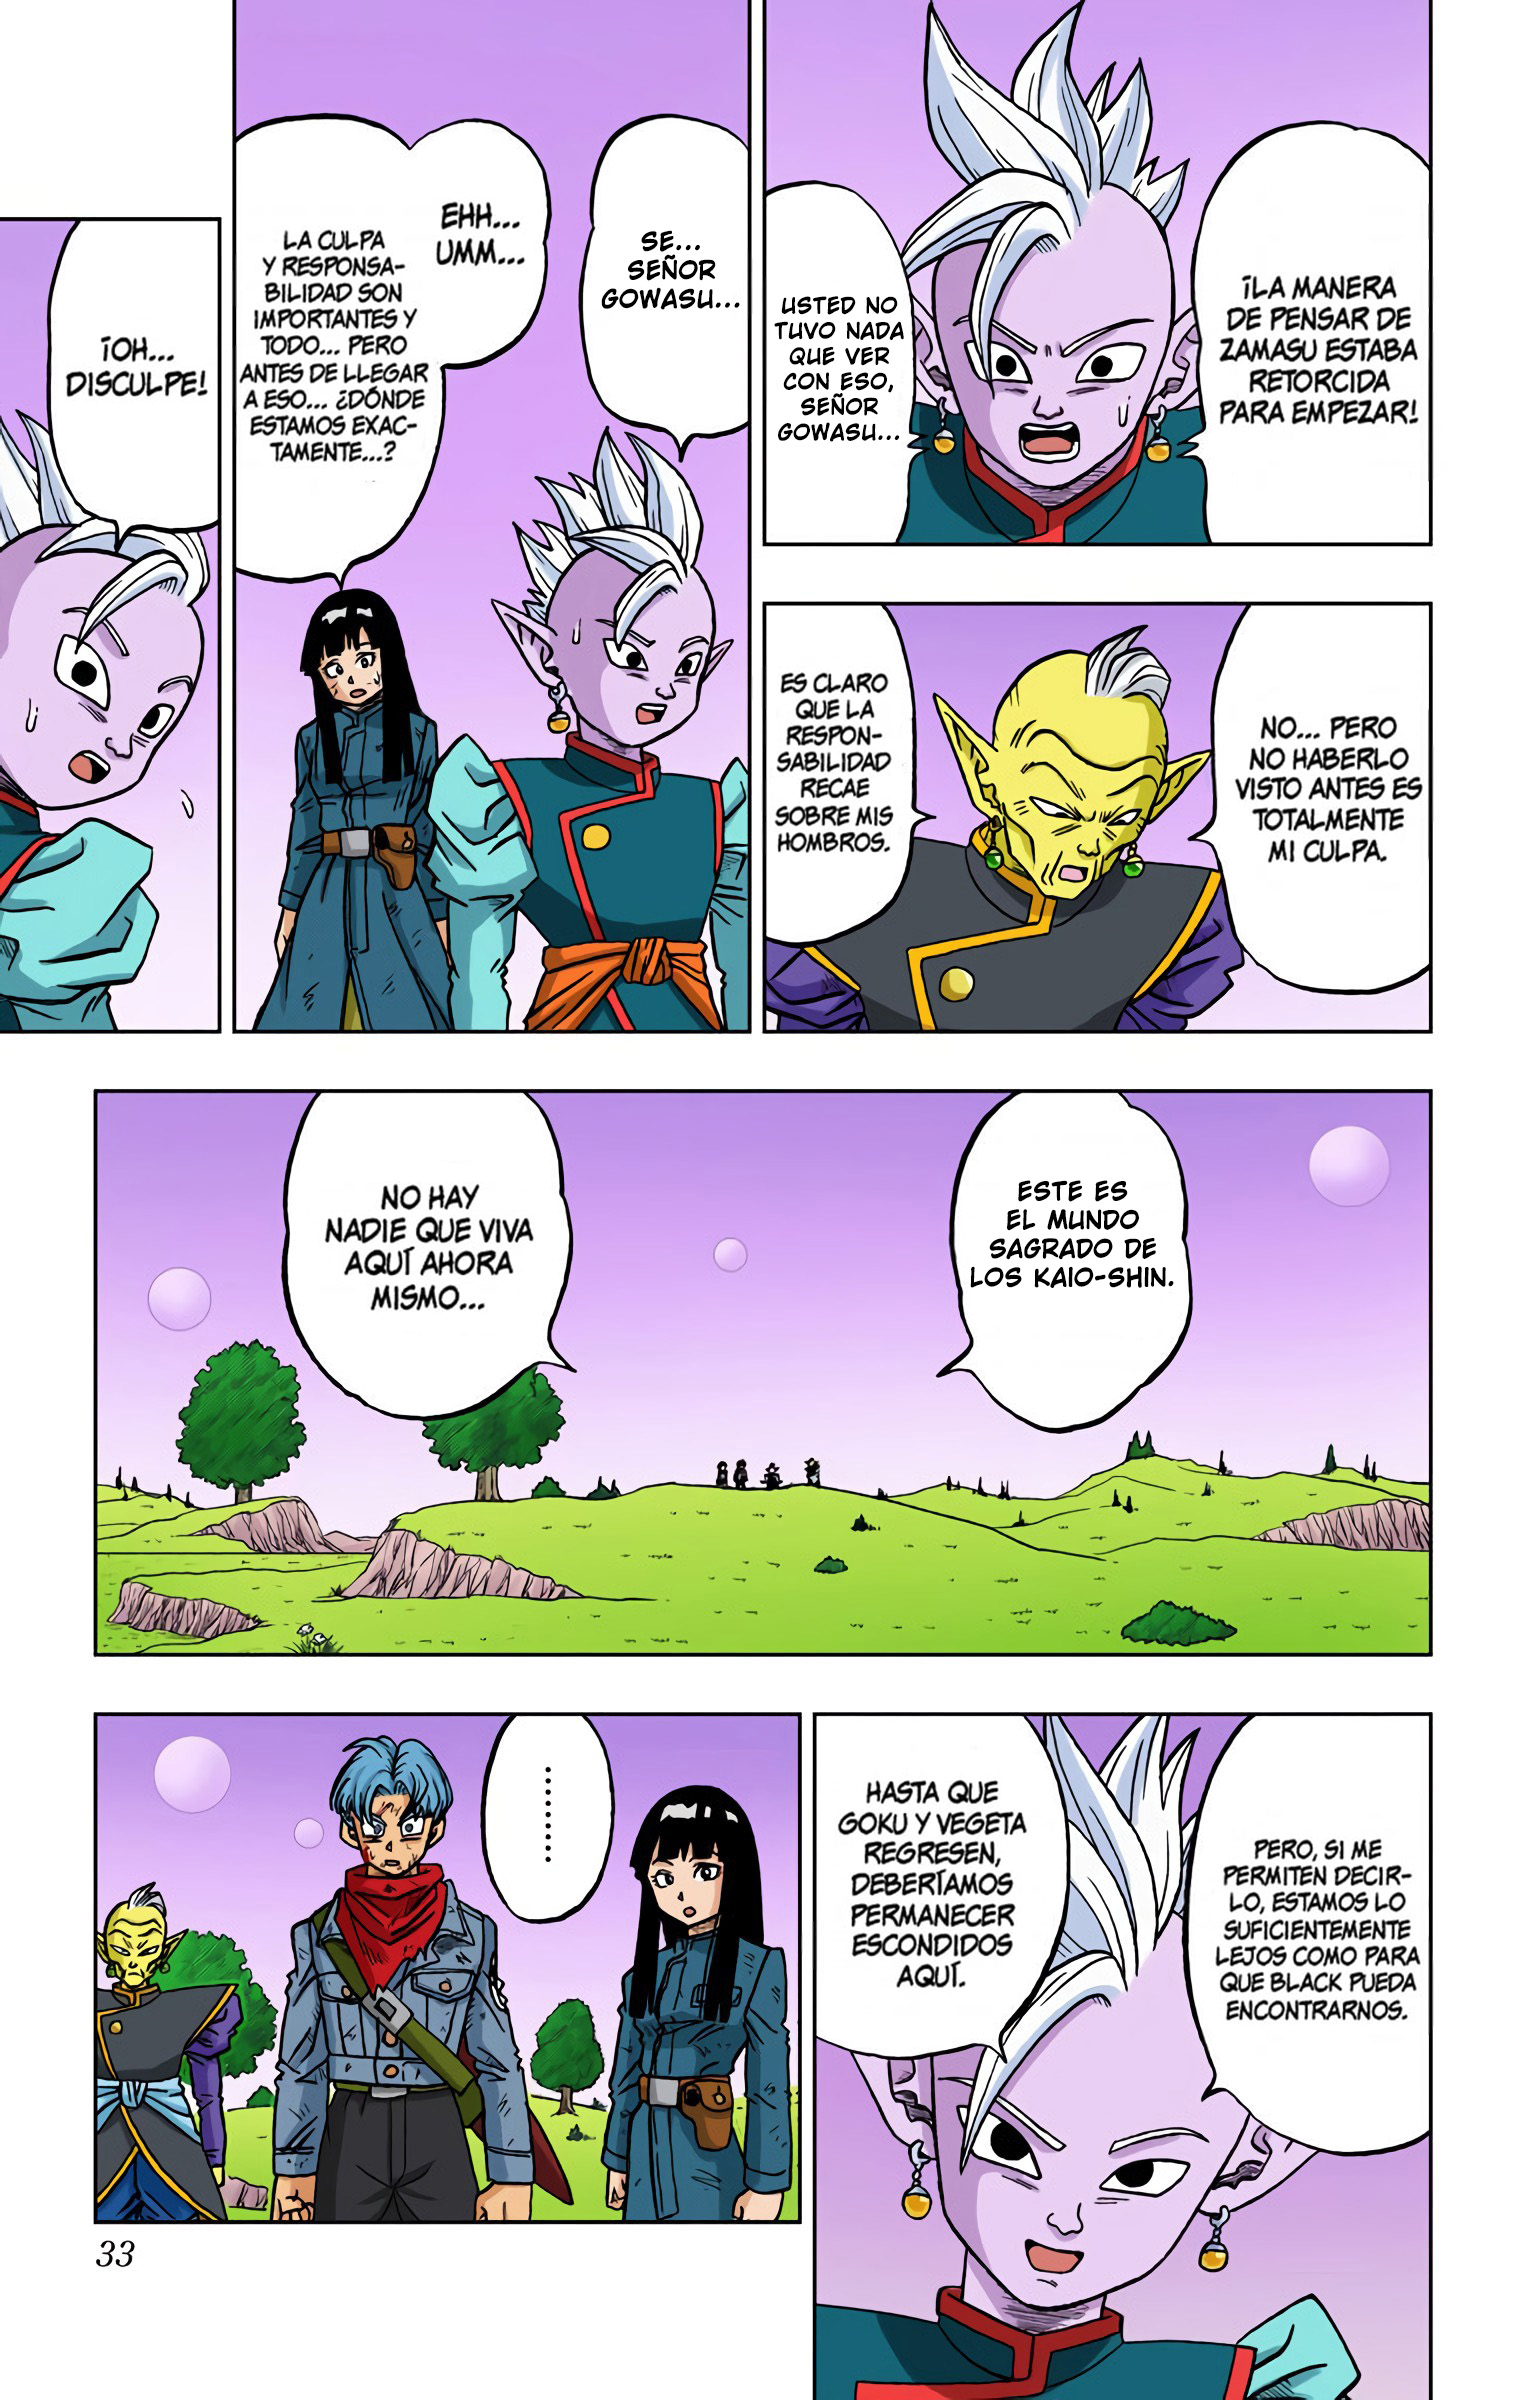 ¡LA MANERA
DE PENSAR DE
ZAMASU ESTABA
RETORCIDA
PARA EMPEZAR!
USTED NO
TUVO NADA
QUE VER
CON ESO,
SEÑOR
GOWASU...
NO... PERO
NO HABERLO
VISTO ANTES ES
TOTALMENTE
MI CULPA.
ES CLARO
QUE LA
RESPON-
SABILIDAD
RECAE
SOBRE MIS
HOMBROS.
SE...
SEÑOR
GOWASU...
EHH...
UMM...
LA CULPA
Y RESPONSA-
BILIDAD SON
IMPORTANTES Y
TODO... PERO
ANTES DE LLEGAR
A ESO... ¿DÓNDE
ESTAMOS EXAC-
TAMENTE...?
¡OH...
DISCULPE!
ESTE ES
EL MUNDO
SAGRADO DE
LOS KAIO-SHIN.
NO HAY
NADIE QUE VIVA
AQUÍ AHORA
MISMO...
PERO, SI ME
PERMITEN DECIR-
LO, ESTAMOS LO
SUFICIENTEMENTE
LEJOS COMO PARA
QUE BLACK PUEDA
ENCONTRARNOS.
HASTA QUE
GOKU Y VEGETA
REGRESEN,
DEBERÍAMOS
PERMANECER
ESCONDIDOS
AQUÍ.
.........
33